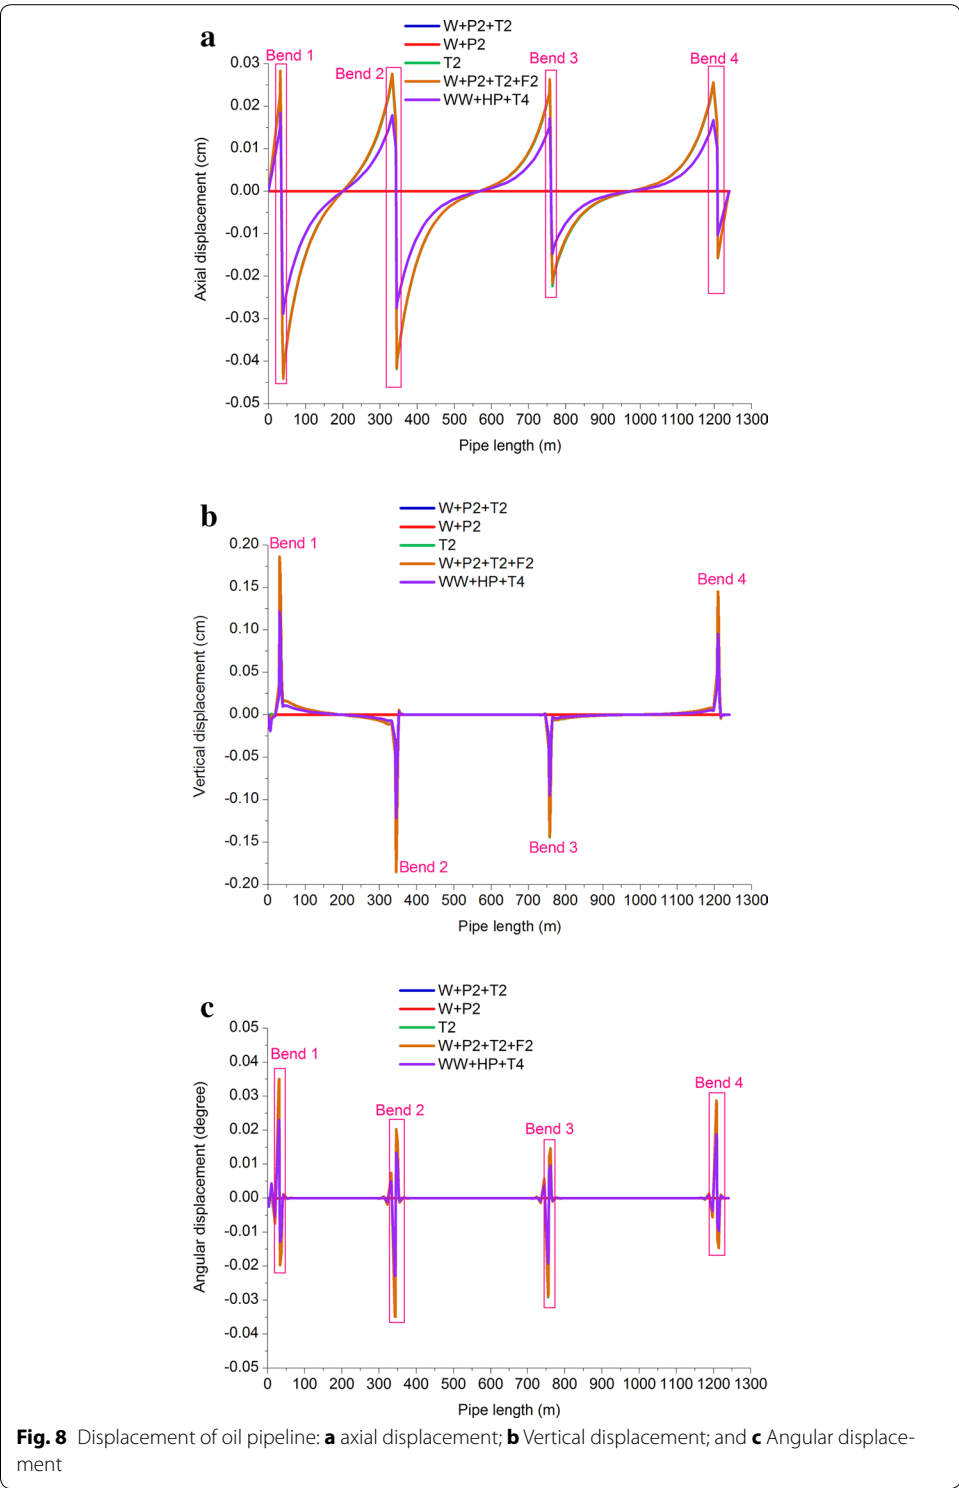 a
W+P2+T2
W+P2
T2
W+P2+T2+F2
WW+HP+T4
Bend 1
Bend 2
Bend 3
Bend 4
0.03
0.02
0.01
0.00
-0.01
-0.02
-0.03
-0.04
-0.05
Axial displacement (cm)
0 100 200 300 400 500 600 700 800 900 1000 1100 1200 1300
Pipe length (m)
b
W+P2+T2
W+P2
T2
W+P2+T2+F2
WW+HP+T4
Bend 1
Bend 4
Bend 3
Bend 2
0.20
0.15
0.10
0.05
0.00
-0.05
-0.10
-0.15
-0.20
Vertical displacement (cm)
0 100 200 300 400 500 600 700 800 900 1000 1100 1200 1300
Pipe length (m)
c
W+P2+T2
W+P2
T2
W+P2+T2+F2
WW+HP+T4
Bend 1
Bend 2
Bend 3
Bend 4
0.05
0.04
0.03
0.02
0.01
0.00
-0.01
-0.02
-0.03
-0.04
-0.05
Angular displacement (degree)
0 100 200 300 400 500 600 700 800 900 1000 1100 1200 1300
Pipe length (m)
Fig. 8 Displacement of oil pipeline: a axial displacement; b Vertical displacement; and c Angular displace-
ment